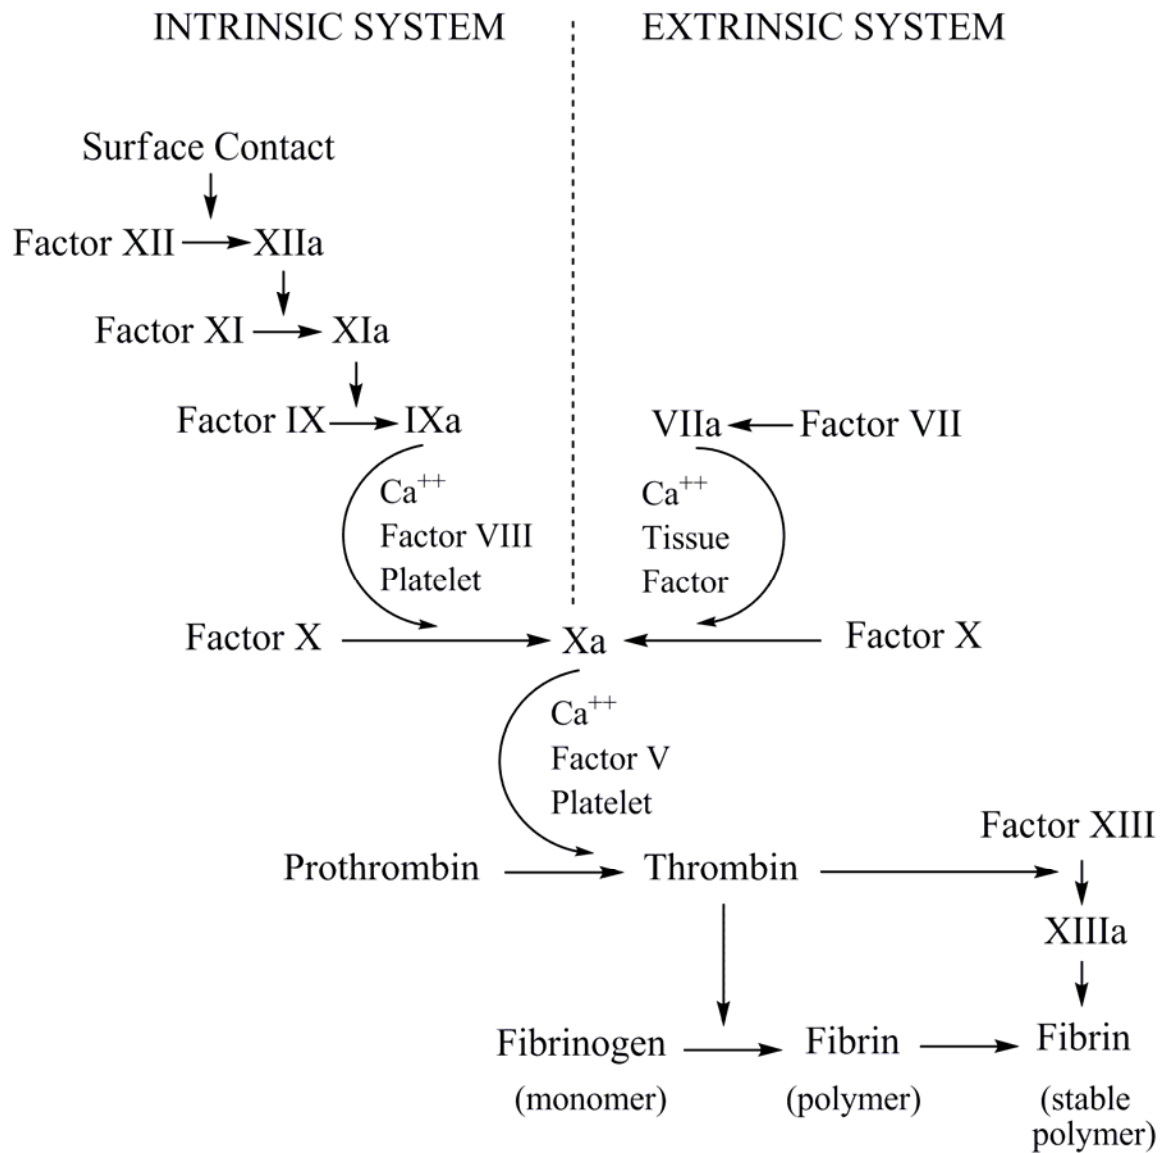 INTRINSIC SYSTEM
EXTRINSIC SYSTEM
Surface Contact
Factor XII
XIIa
Factor XI
XIa
Factor IX
IXa
VIIa
Factor VII
Ca++
Factor VIII
Platelet
Ca++
Tissue
Factor
Factor X
Xa
Factor X
Ca++
Factor V
Platelet
Factor XIII
Prothrombin
Thrombin
XIIIa
Fibrinogen
(monomer)
Fibrin
(polymer)
Fibrin
(stable
polymer)